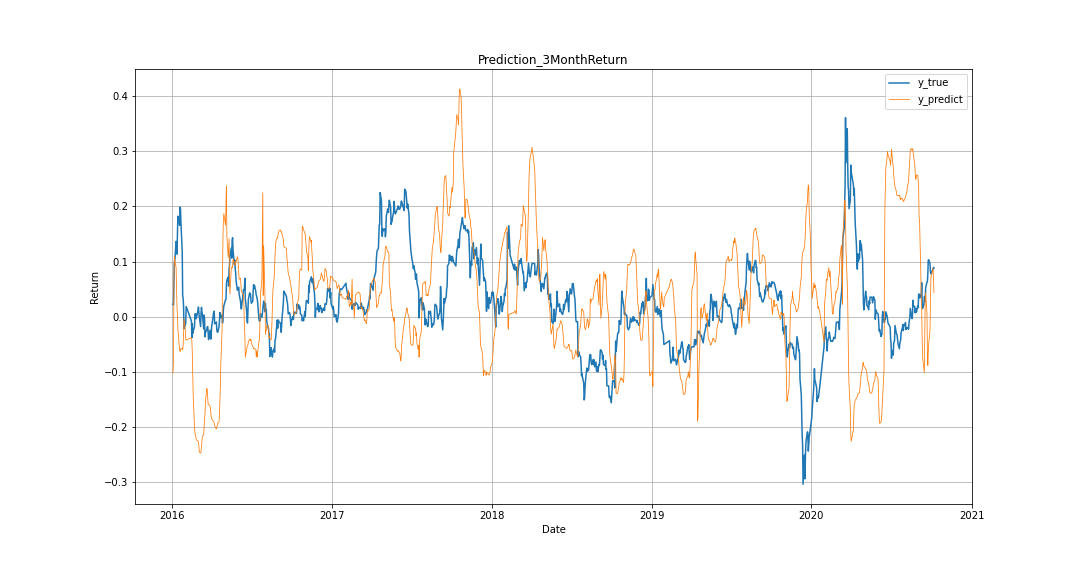 Prediction_3MonthReturn
y_true
y_predict
Return
0.4
0.3
0.2
0.1
0.0
−0.1
−0.2
−0.3
2016 2017 2018 2019 2020 2021
Date